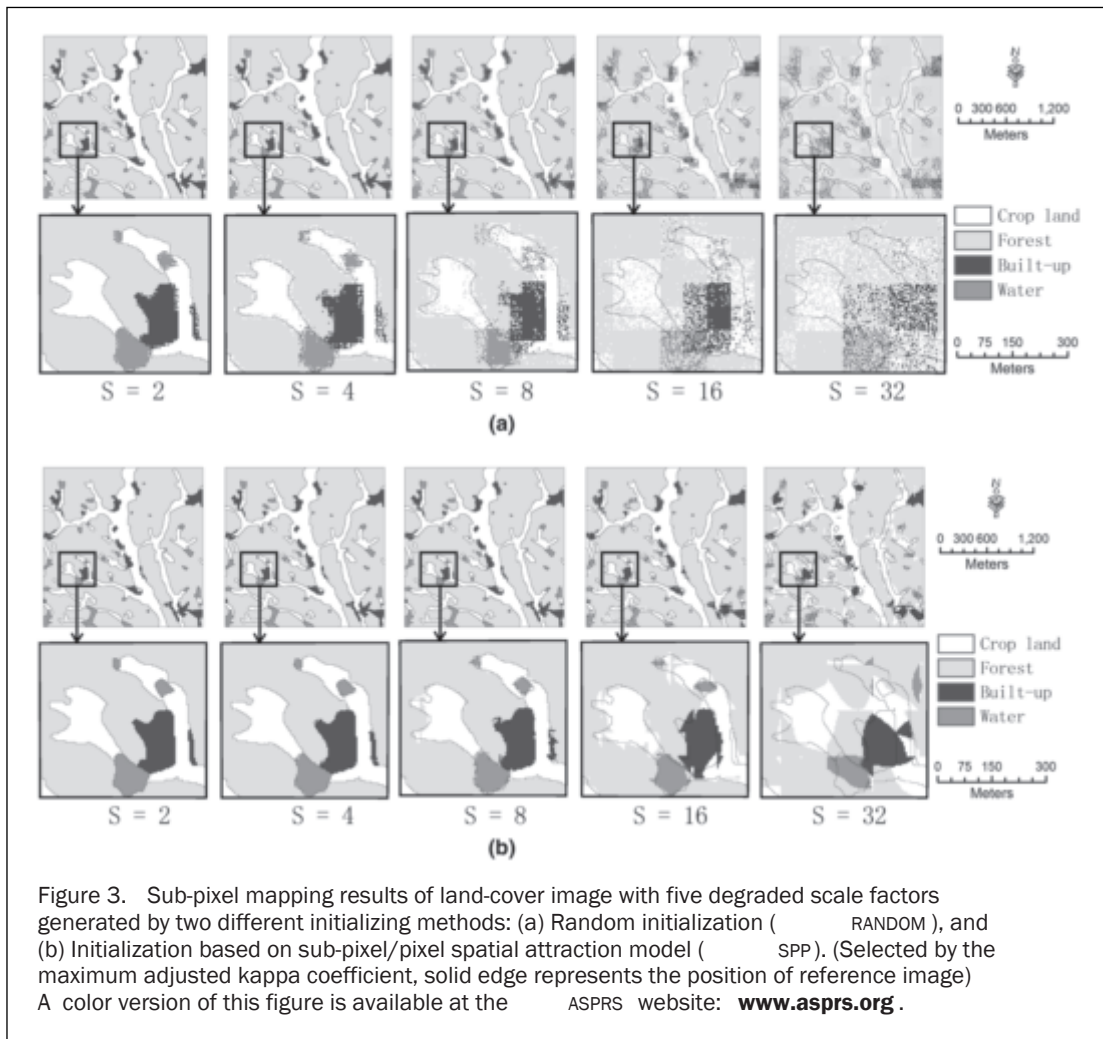 N
0 300 600 1,200
Meters
Crop land
Forest
Built-up
Water
0 75 150 300
Meters
S = 2 S = 4 S = 8 S = 16 S = 32
(a)
N
0 300 600 1,200
Meters
Crop land
Forest
Built-up
Water
0 75 150 300
Meters
S = 2 S = 4 S = 8 S = 16 S = 32
(b)
Figure 3. Sub-pixel mapping results of land-cover image with five degraded scale factors
generated by two different initializing methods: (a) Random initialization ( RANDOM ), and
(b) Initialization based on sub-pixel/pixel spatial attraction model ( SPP). (Selected by the
maximum adjusted kappa coefficient, solid edge represents the position of reference image)
A color version of this figure is available at the ASPRS website: www.asprs.org .